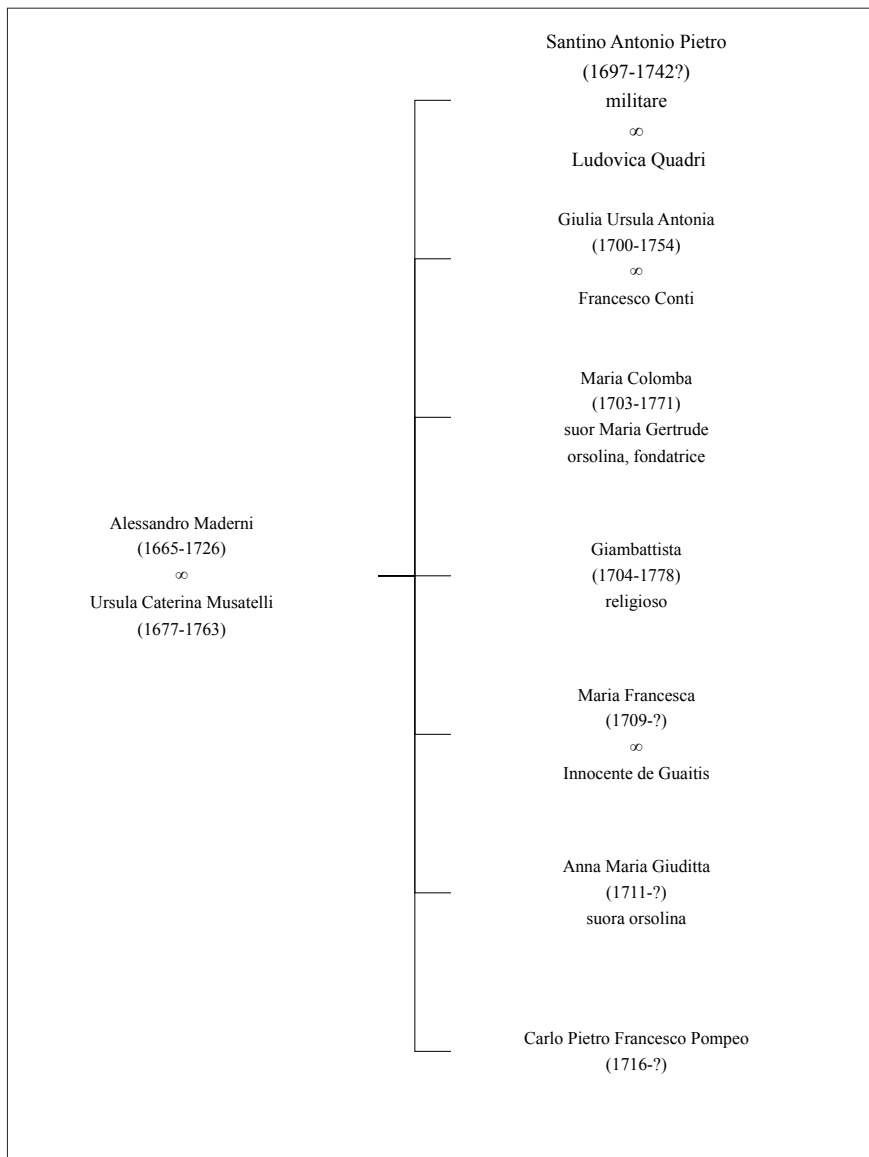 Santino Antonio Pietro
(1697-1742?)
militare
∞
Ludovica Quadri
Giulia Ursula Antonia
(1700-1754)
∞
Francesco Conti
Maria Colomba
(1703-1771)
suor Maria Gertrude
orsolina, fondatrice
Alessandro Maderni
(1665-1726)
∞
Ursula Caterina Musatelli
(1677-1763)
Giambattista
(1704-1778)
religioso
Maria Francesca
(1709-?)
∞
Innocente de Guaitis
Anna Maria Giuditta
(1711-?)
suora orsolina
Carlo Pietro Francesco Pompeo
(1716-?)